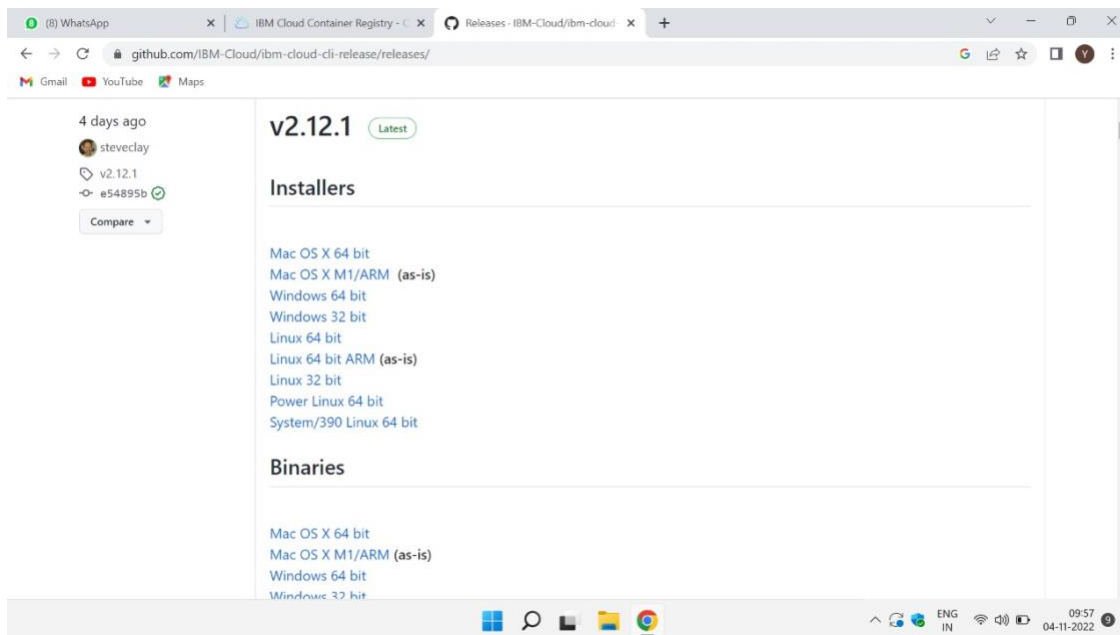 (8) WhatsApp
IBM Cloud Container Registry - C
Releases · IBM-Cloud/ibm-cloud-
github.com/IBM-Cloud/ibm-cloud-cli-release/releases/
G
Y
Gmail YouTube Maps
4 days ago
steveclay
v2.12.1
e54895b
Compare
v2.12.1 Latest
Installers
Mac OS X 64 bit
Mac OS X M1/ARM (as-is)
Windows 64 bit
Windows 32 bit
Linux 64 bit
Linux 64 bit ARM (as-is)
Linux 32 bit
Power Linux 64 bit
System/390 Linux 64 bit
Binaries
Mac OS X 64 bit
Mac OS X M1/ARM (as-is)
Windows 64 bit
Windows 32 bit
ENG
IN
09:57
04-11-2022
9